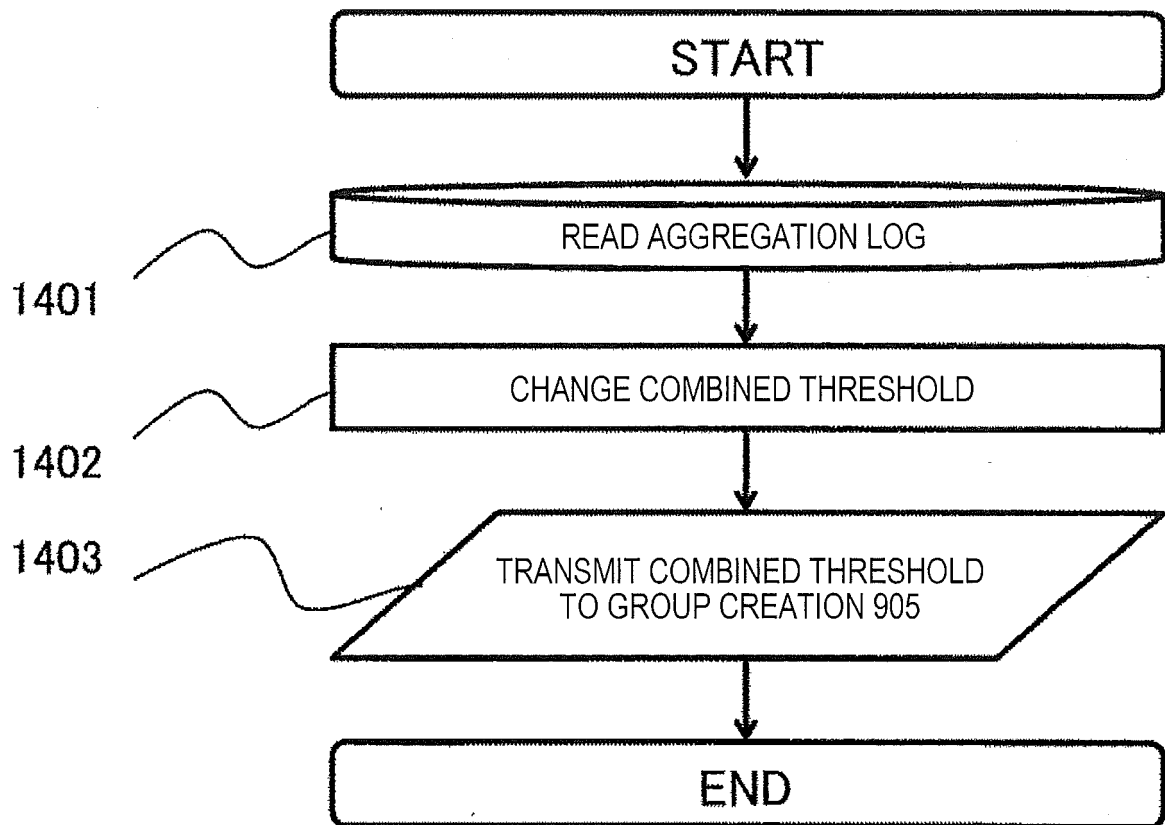 START
READ AGGREGATION LOG
1401
CHANGE COMBINED THRESHOLD
1402
1403
TRANSMIT COMBINED THRESHOLD
TO GROUP CREATION 905
END